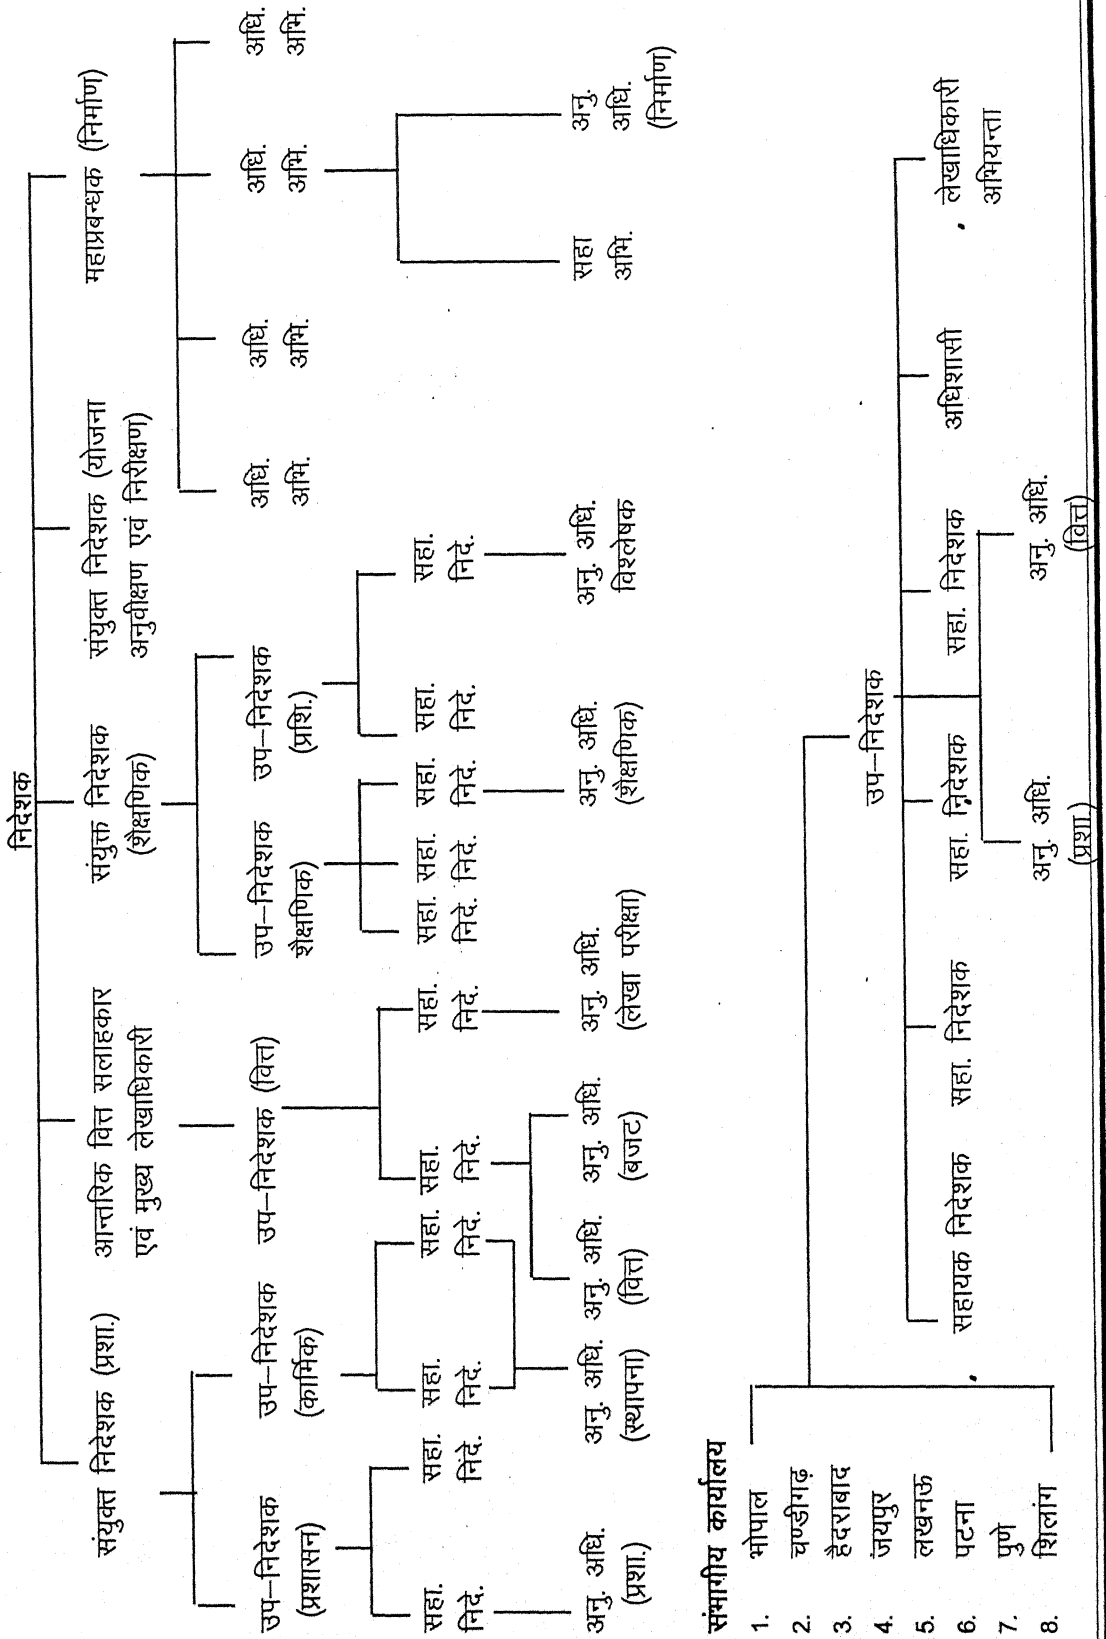 निदेशक
संयुक्त निदेशक (प्रशा.)
आन्तरिक वित्त सलाहकार
एवं मुख्य लेखाधिकारी
संयुक्त निदेशक
(शैक्षणिक)
संयुक्त निदेशक (योजना
अनुवीक्षण एवं निरीक्षण)
महाप्रबन्धक (निर्माण)
उप-निदेशक
(प्रशासन)
उप-निदेशक
(कार्मिक)
उप-निदेशक (वित्त)
उप-निदेशक
शैक्षणिक)
उप-निदेशक
(प्रशि.)
अधि.
अभि.
अधि.
अभि.
अधि.
अभि.
अधि.
अभि.
सहा.
निदे.
सहा.
निदे.
सहा.
निदे.
सहा.
निदे.
सहा.
निदे.
सहा.
निदे.
सहा.
निदे.
सहा.
निदे.
सहा.
निदे.
सहा.
निदे.
सहा.
निदे.
अनु. अधि.
(प्रशा.)
अनु. अधि.
(स्थापना)
अनु. अधि.
(वित्त)
अनु. अधि.
(बजट)
अनु. अधि.
(लेखा परीक्षा)
अनु. अधि.
(शैक्षणिक)
अनु. अधि.
विश्लेषक
सहा
अभि.
अनु.
अधि.
(निर्माण)
संभागीय कार्यालय
1. भोपाल
2. चण्डीगढ़
3. हैदराबाद
4. जयपुर
5. लखनऊ
6. पटना
7. पुणे
8. शिलांग
उप-निदेशक
सहायक निदेशक
सहा. निदेशक
सहा. निदेशक
सहा. निदेशक
अधिशासी
लेखाधिकारी
अभियन्ता
अनु. अधि.
(प्रशा.)
अनु. अधि.
(वित्त)